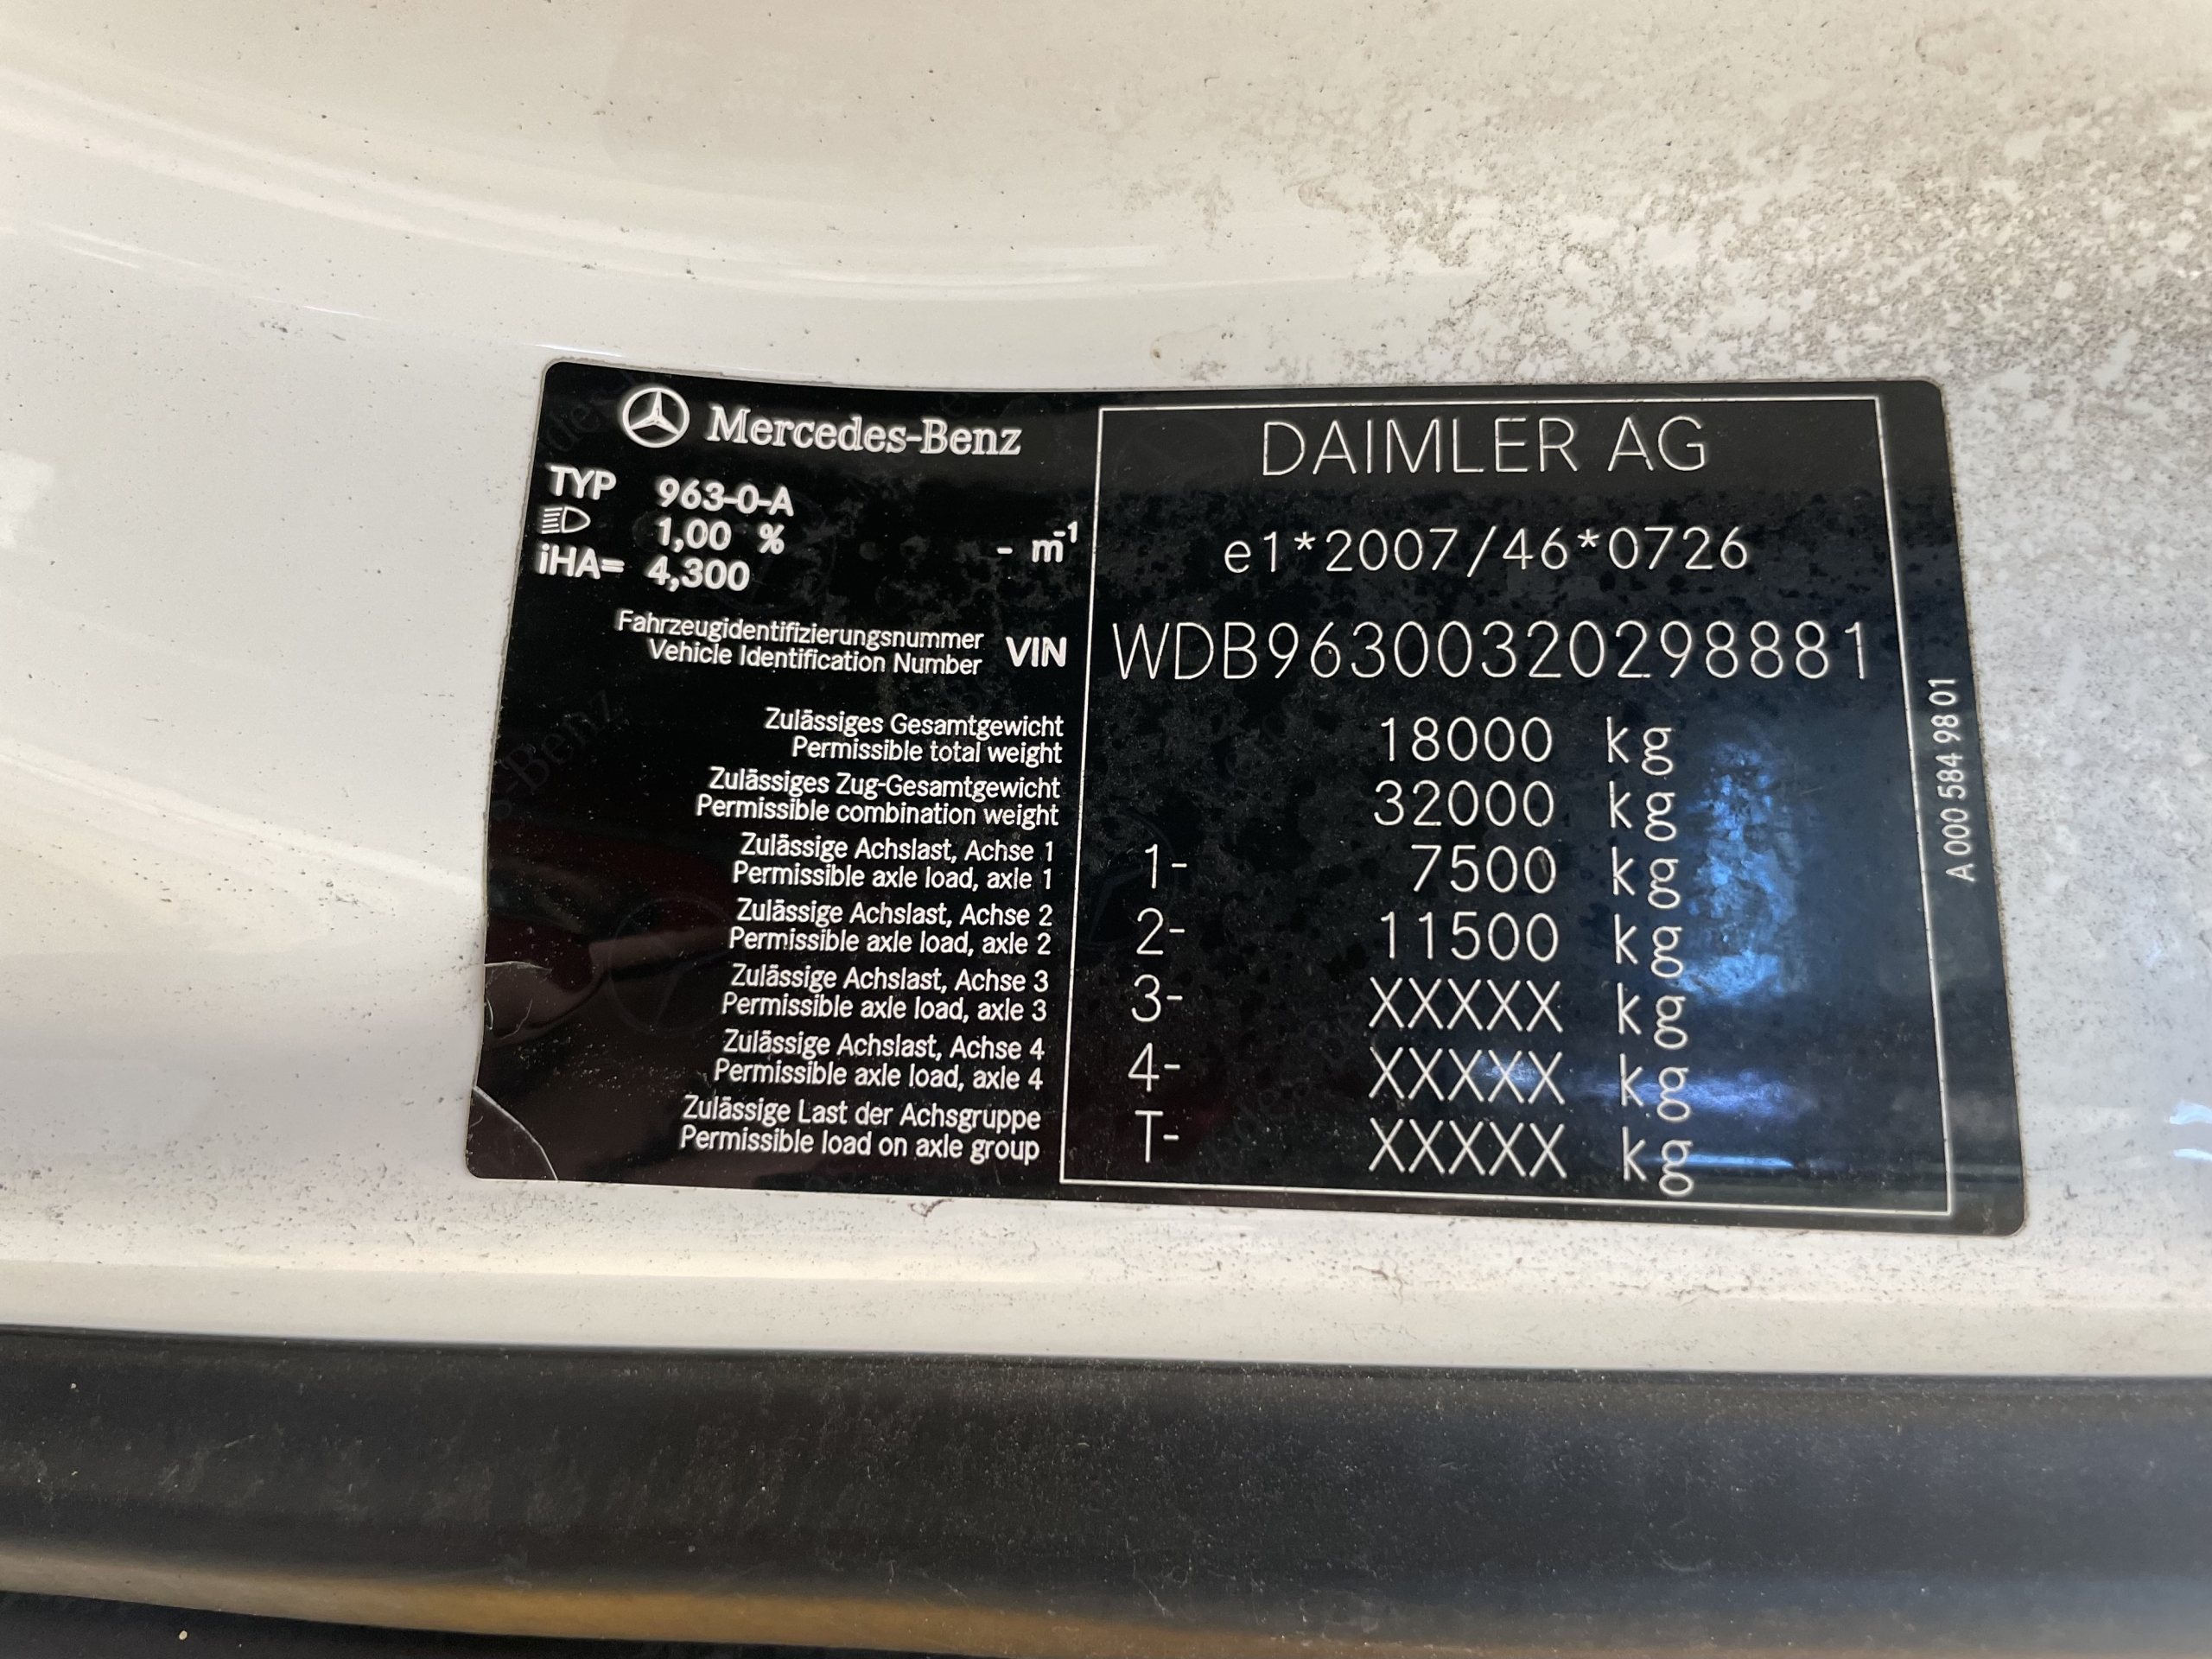 Mercedes-Benz
TYP 963-0-A
1,00 % - m-1
iHA= 4,300
DAIMLER AG
e1*2007/46*0726
Fahrzeugidentifizierungsnummer
Vehicle Identification Number
VIN WDB96300320298881
Zulässiges Gesamtgewicht
Permissible total weight
18000 kg
Zulässiges Zug-Gesamtgewicht
Permissible combination weight
32000 kg
Zulässige Achslast, Achse 1
Permissible axle load, axle 1
1- 7500 kg
Zulässige Achslast, Achse 2
Permissible axle load, axle 2
2- 11500 kg
Zulässige Achslast, Achse 3
Permissible axle load, axle 3
3- XXXXX kg
Zulässige Achslast, Achse 4
Permissible axle load, axle 4
4- XXXXX kg
Zulässige Last der Achsgruppe
Permissible load on axle group
T- XXXXX kg
A 000 584 98 01